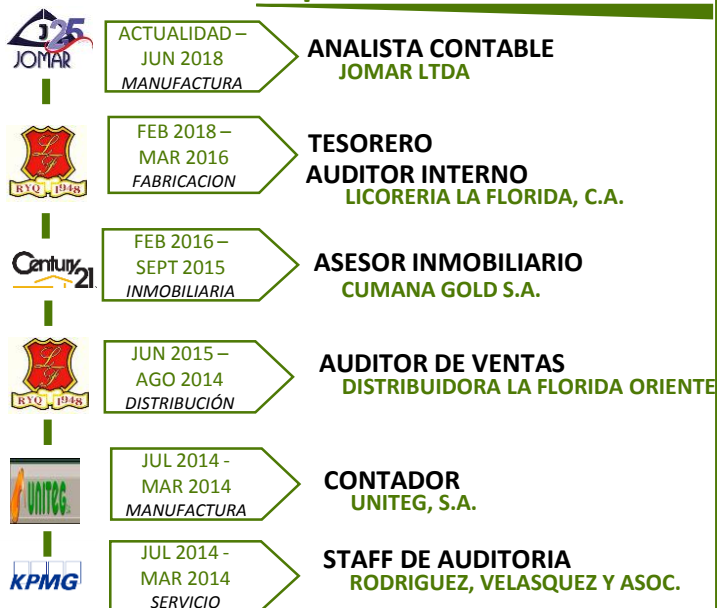 J 25
JOMAR
ACTUALIDAD –
JUN 2018
MANUFACTURA
ANALISTA CONTABLE
JOMAR LTDA
L F
RYQ 1948
FEB 2018 –
MAR 2016
FABRICACION
TESORERO
AUDITOR INTERNO
LICORERIA LA FLORIDA, C.A.
Century 21
FEB 2016 –
SEPT 2015
INMOBILIARIA
ASESOR INMOBILIARIO
CUMANA GOLD S.A.
L F
RYQ 1948
JUN 2015 –
AGO 2014
DISTRIBUCIÓN
AUDITOR DE VENTAS
DISTRIBUIDORA LA FLORIDA ORIENTE
UNITEG
JUL 2014 -
MAR 2014
MANUFACTURA
CONTADOR
UNITEG, S.A.
KPMG
JUL 2014 -
MAR 2014
SERVICIO
STAFF DE AUDITORIA
RODRIGUEZ, VELASQUEZ Y ASOC.